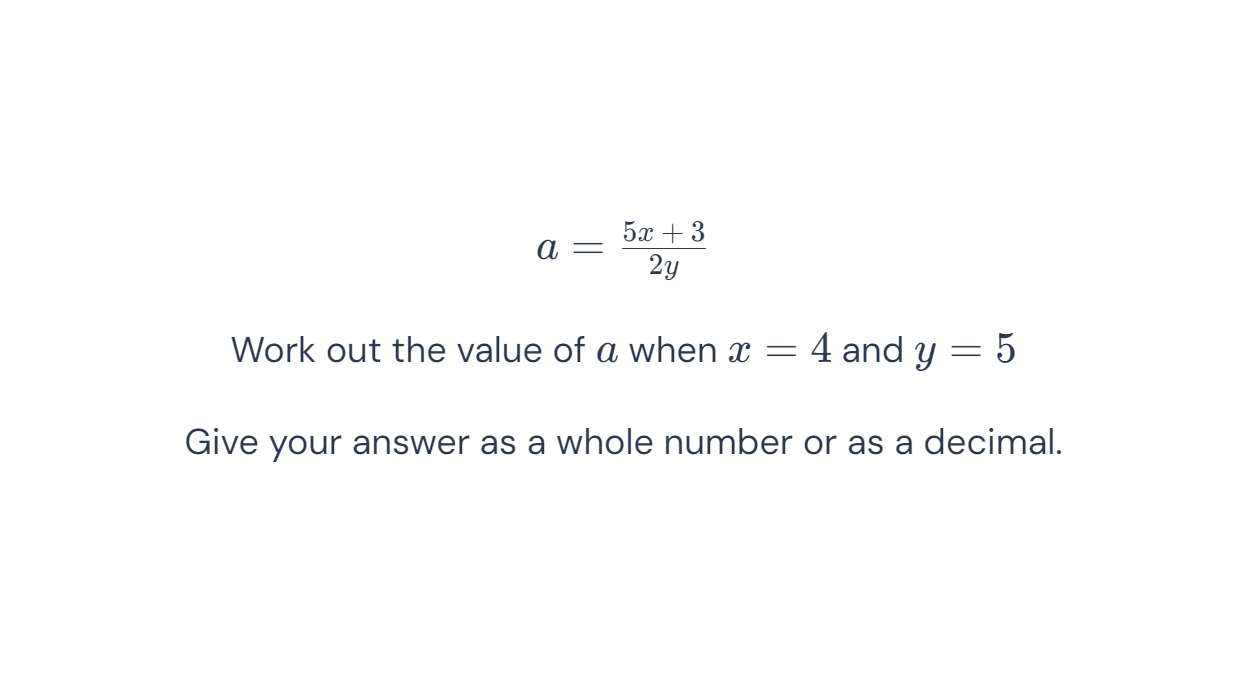 a = \frac{5x + 3}{2y}
Work out the value of a when x = 4 and y = 5
Give your answer as a whole number or as a decimal.